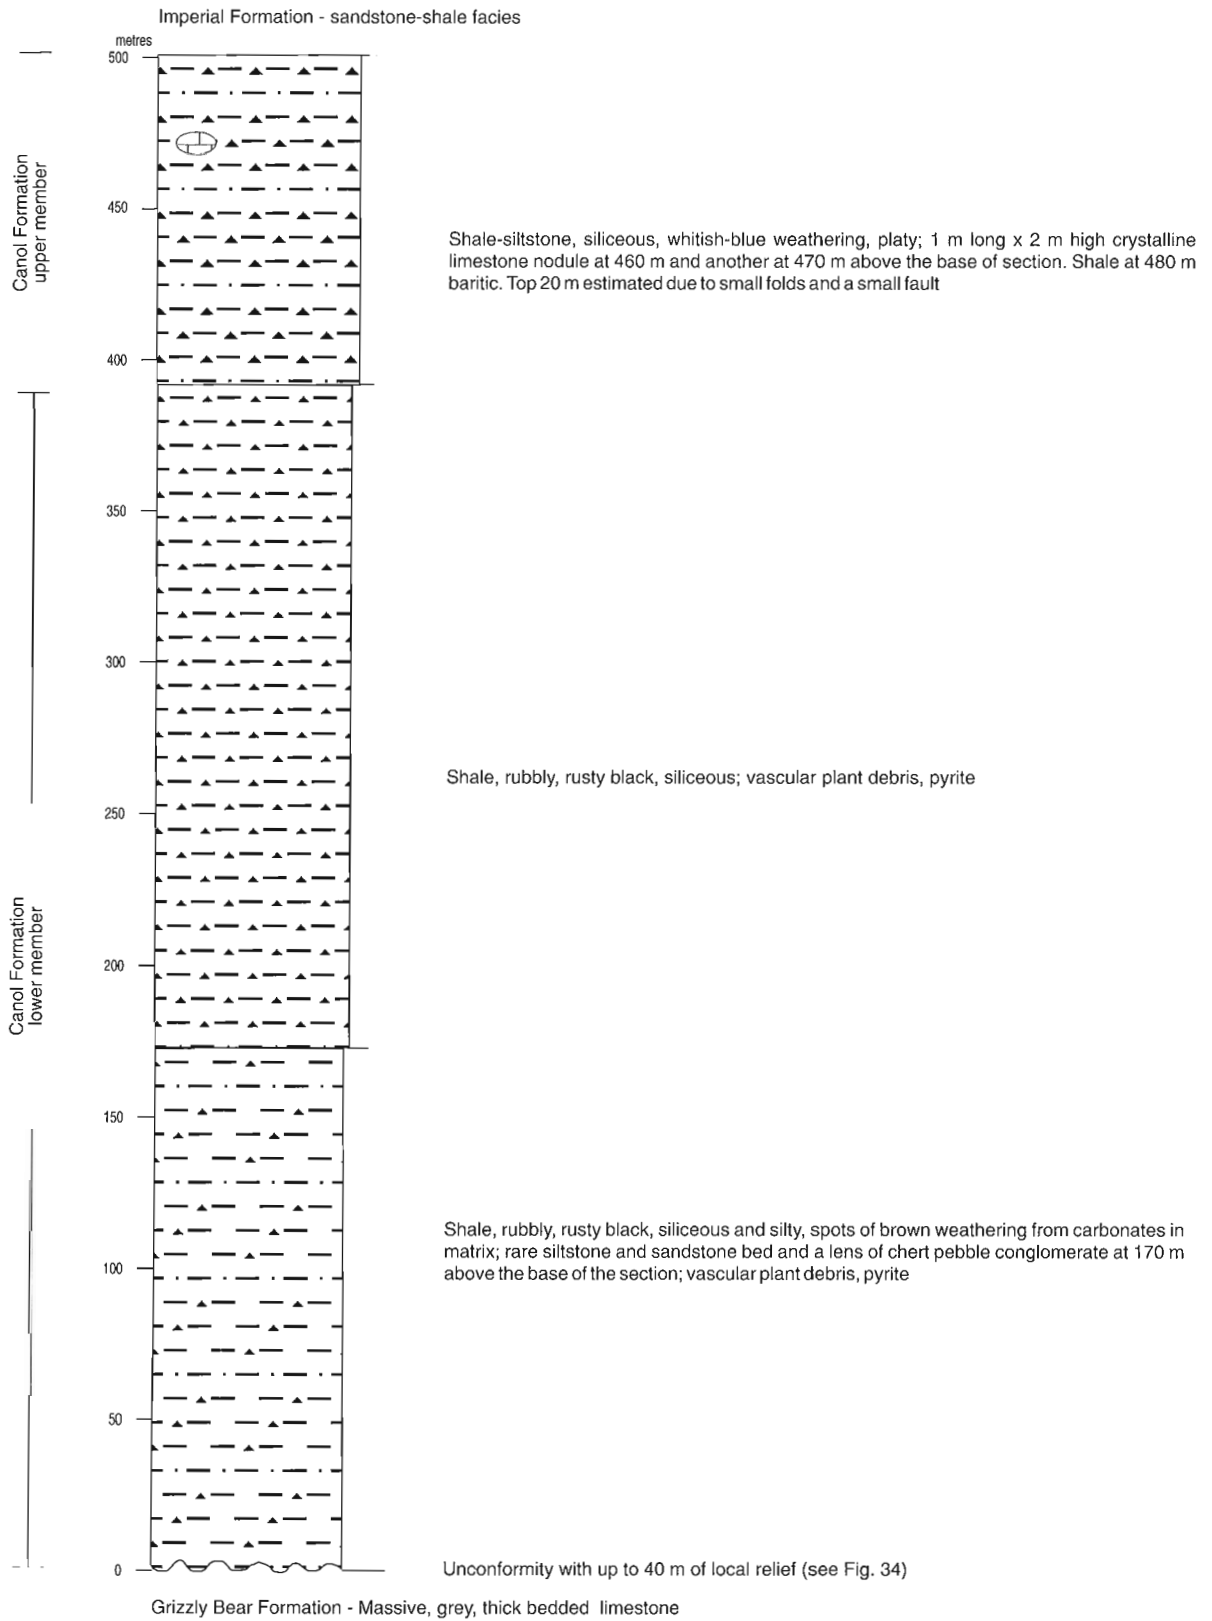 Imperial Formation - sandstone-shale facies
metres
500
450
400
350
300
250
200
150
100
50
0
Canol Formation
upper member
Canol Formation
lower member
Shale-siltstone, siliceous, whitish-blue weathering, platy; 1 m long x 2 m high crystalline
limestone nodule at 460 m and another at 470 m above the base of section. Shale at 480 m
baritic. Top 20 m estimated due to small folds and a small fault
Shale, rubbly, rusty black, siliceous; vascular plant debris, pyrite
Shale, rubbly, rusty black, siliceous and silty, spots of brown weathering from carbonates in
matrix; rare siltstone and sandstone bed and a lens of chert pebble conglomerate at 170 m
above the base of the section; vascular plant debris, pyrite
Unconformity with up to 40 m of local relief (see Fig. 34)
Grizzly Bear Formation - Massive, grey, thick bedded limestone